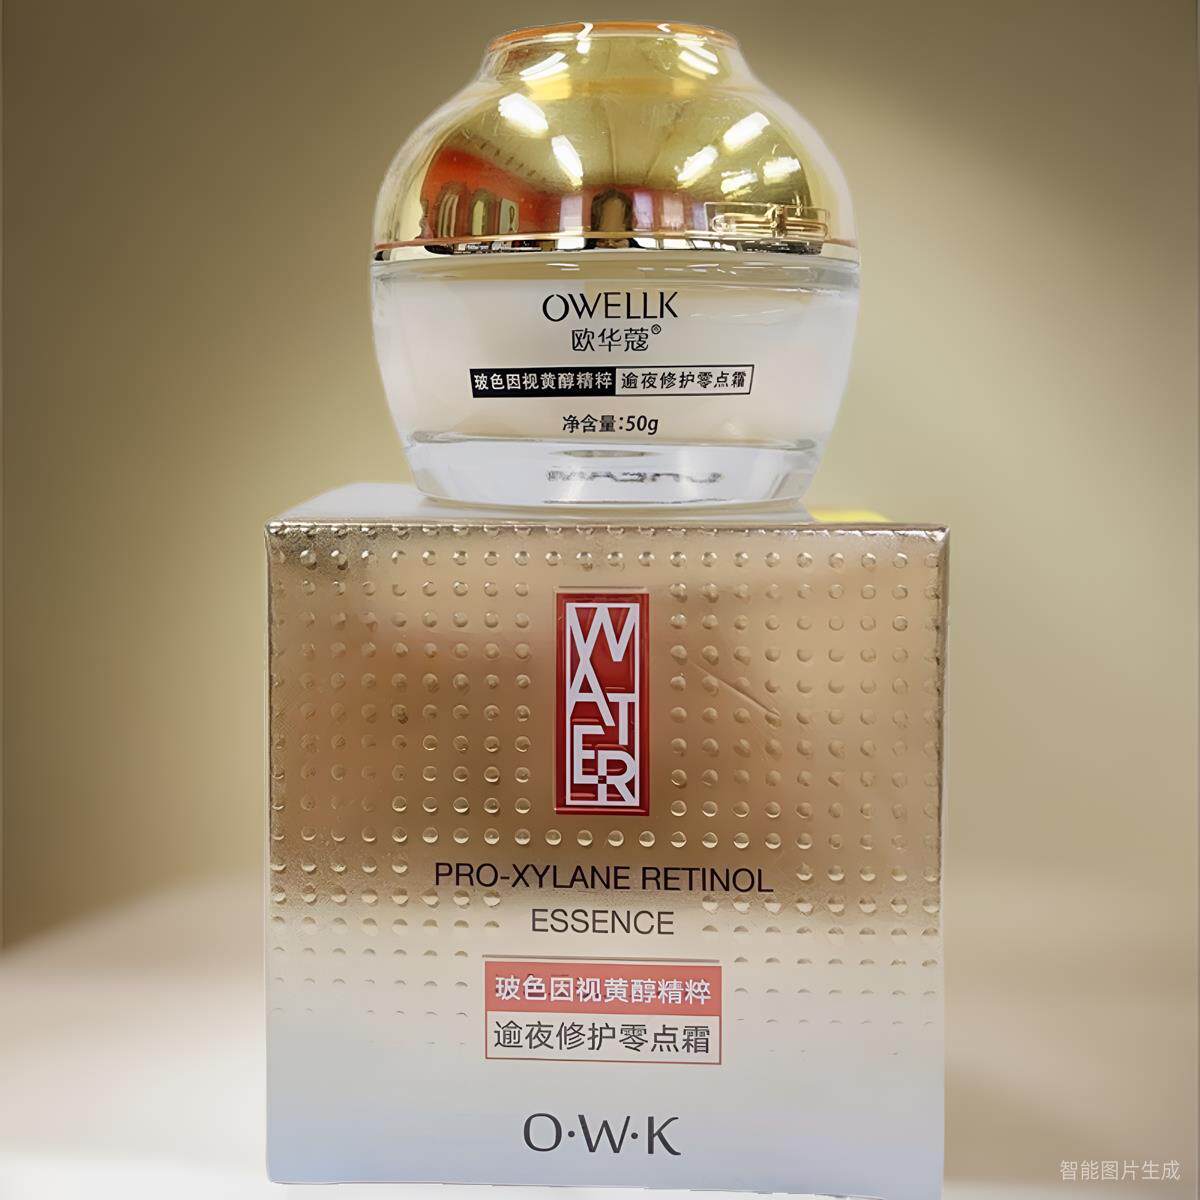 OWELLK
欧华蔻®
玻色因视黄醇精粹 逾夜修护零点霜
净含量:50g
WATER
PRO-XYLANE RETINOL
ESSENCE
玻色因视黄醇精粹
逾夜修护零点霜
O·W·K
智能图片生成